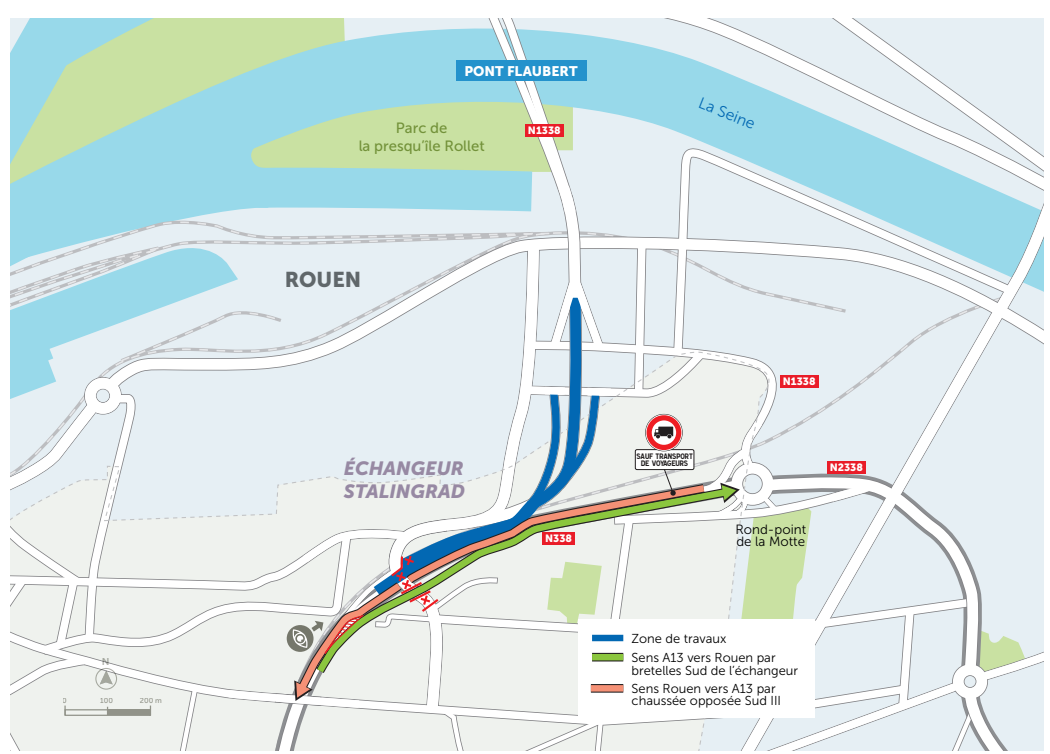 PONT FLAUBERT
La Seine
N1338
Parc de
la presqu'île Rollet
ROUEN
N1338
SAUF TRANSPORT
DE VOYAGEURS
ÉCHANGEUR
STALINGRAD
N2338
Rond-point
de la Motte
N338
Zone de travaux
Sens A13 vers Rouen par
bretelles Sud de l'échangeur
Sens Rouen vers A13 par
chaussée opposée Sud III
N
0 100 200 m